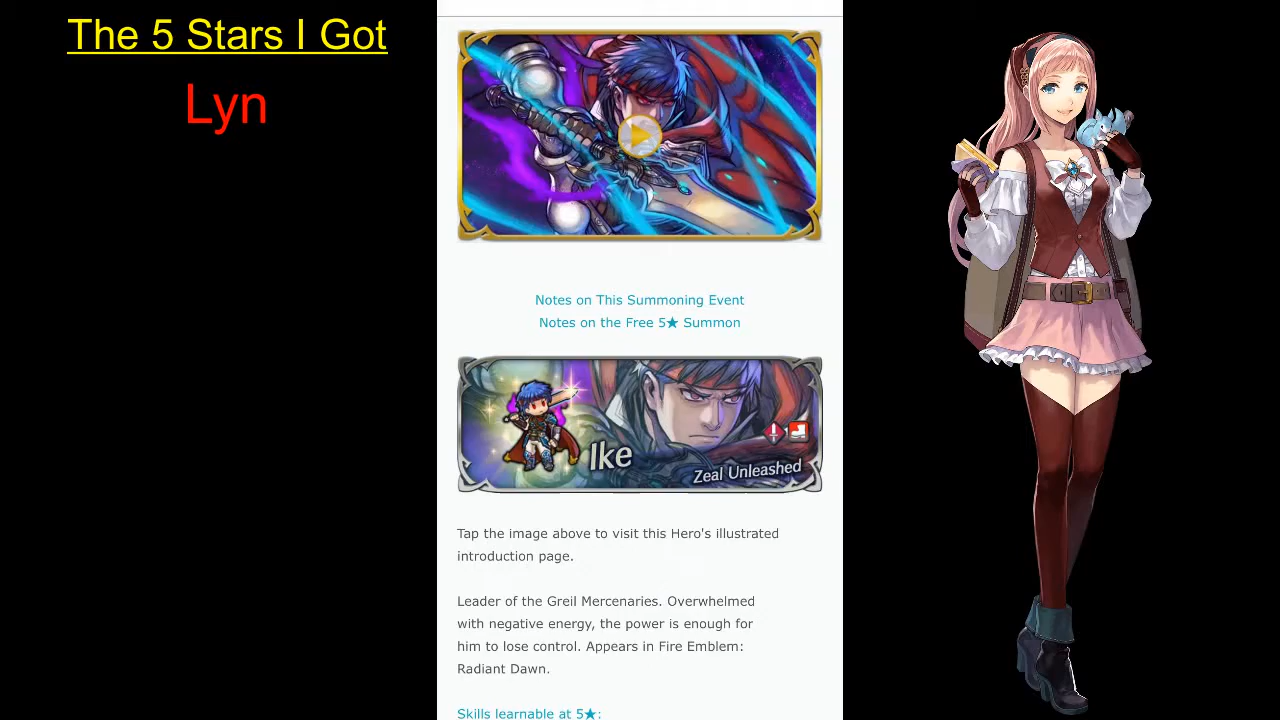 The 5 Stars I Got
Lyn
Notes on This Summoning Event
Notes on the Free 5★ Summon
Ike
Zeal Unleashed
Tap the image above to visit this Hero's illustrated
introduction page.
Leader of the Greil Mercenaries. Overwhelmed
with negative energy, the power is enough for
him to lose control. Appears in Fire Emblem:
Radiant Dawn.
Skills learnable at 5★: